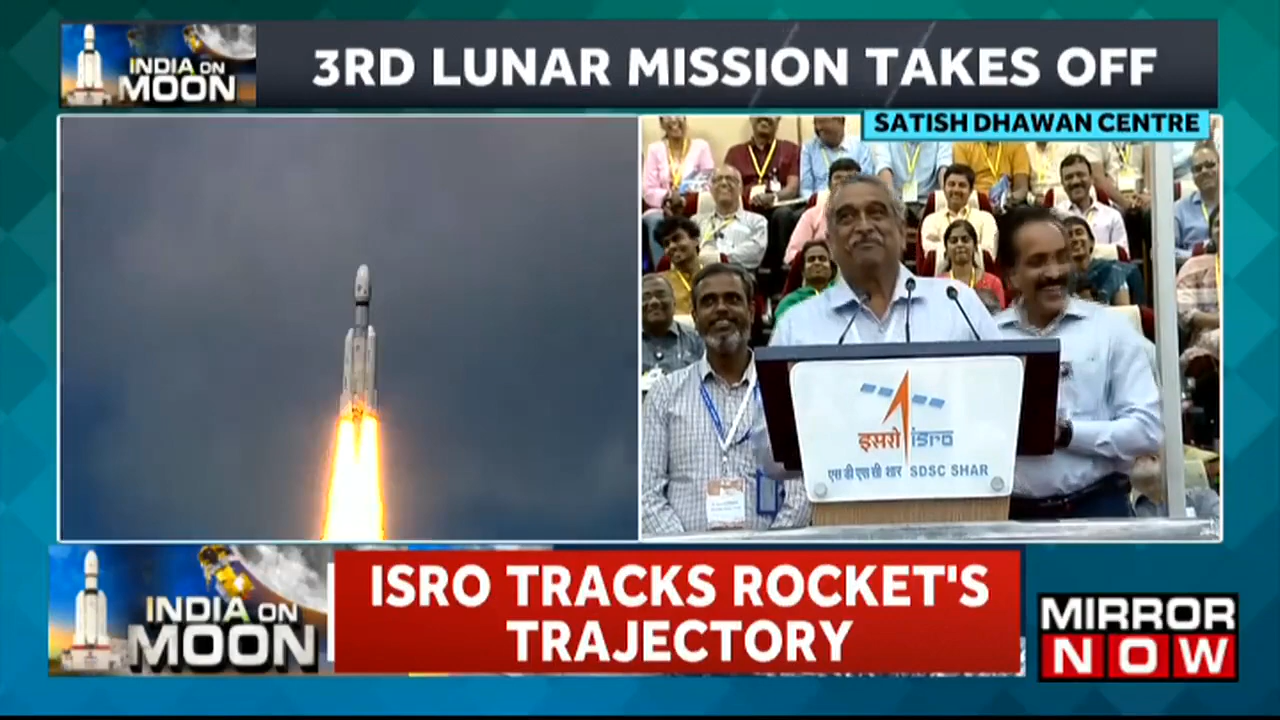 INDIA ON
MOON
3RD LUNAR MISSION TAKES OFF
SATISH DHAWAN CENTRE
इसरो isro
एस डी एस सी शार SDSC SHAR
INDIA ON
MOON
ISRO TRACKS ROCKET'S
TRAJECTORY
MIRROR
NOW